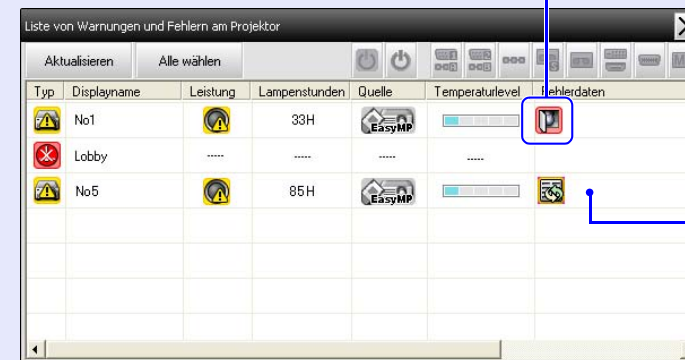 Liste von Warnungen und Fehlern am Projektor
Aktualisieren Alle wählen
Typ Displayname Leistung Lampenstunden Quelle Temperaturlevel Fehlerdaten
No1 33H EasyMP
Lobby ----- ----- ----- -----
No5 85H EasyMP